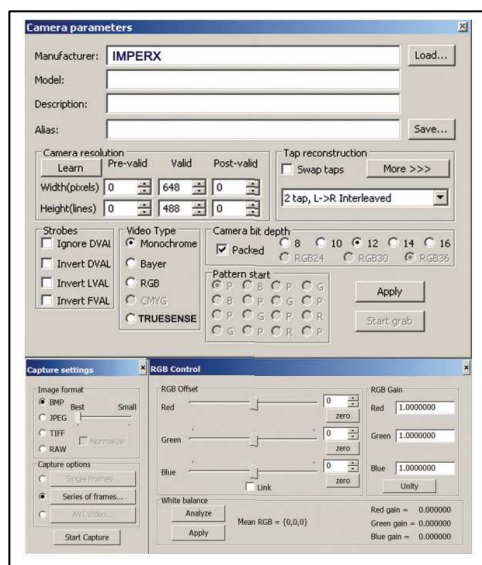 Camera parameters
Manufacturer: IMPERX Load...
Model:
Description:
Alias: Save...
Camera resolution Tap reconstruction
Learn Pre-valid Valid Post-valid Swap taps More >>>
Width(pixels) 0 648 0
Height(lines) 0 488 0 2 tap, L->R Interleaved
Strobes Video Type Camera bit depth
Ignore DVAL Monochrome Packed 8 10 12 14 16
Invert DVAL Bayer RGB24 RGB30 RGB36
Invert LVAL RGB Pattern start
Invert FVAL CMYG P B P G Apply
TRUESENSE B P G P
P G P R Start grab
G P R P
Capture settings
Image format
BMP Best Small
JPEG
TIFF Normalize
RAW
Capture options
Single Frames...
Series of frames...
AVI Video...
Start Capture
RGB Control
RGB Offset RGB Gain
Red 0 zero Red 1.0000000
Green 0 zero Green 1.0000000
Blue 0 zero Blue 1.0000000
Link Unity
White balance
Analyze Red gain = 0.000000
Mean RGB = {0,0,0} Green gain = 0.000000
Apply Blue gain = 0.000000